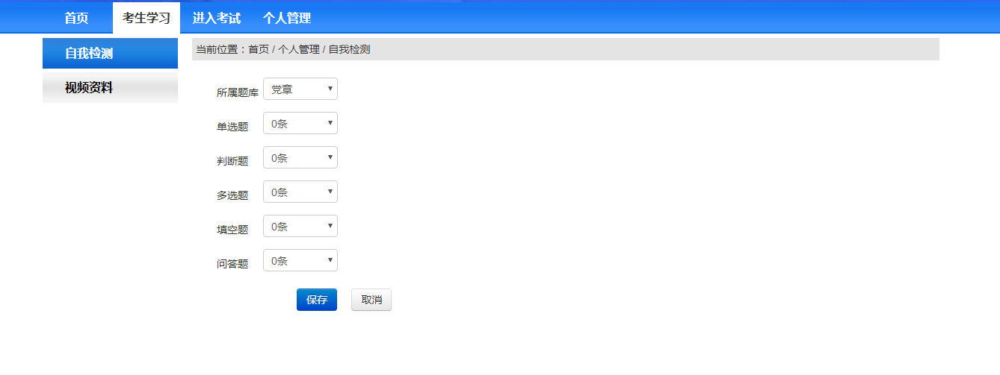 首页 考生学习 进入考试 个人管理
自我检测
视频资料
当前位置：首页 / 个人管理 / 自我检测
所属题库 党章
单选题 0条
判断题 0条
多选题 0条
填空题 0条
问答题 0条
保存 取消